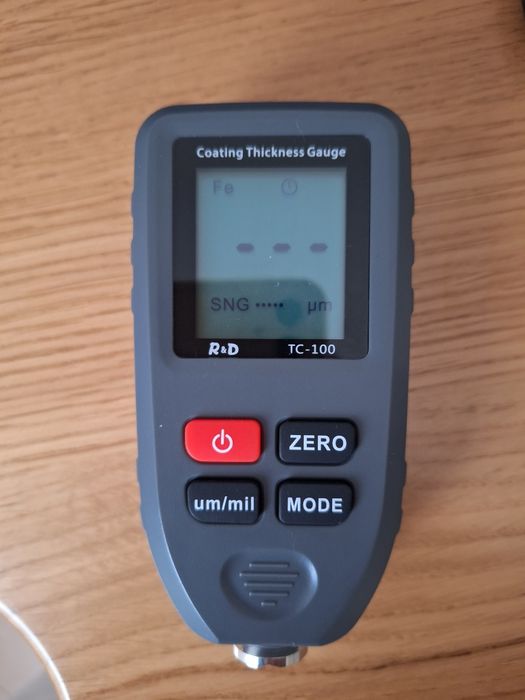 Coating Thickness Gauge
Fe
- - -
SNG ····· μm
R&D TC-100
ZERO
um/mil MODE